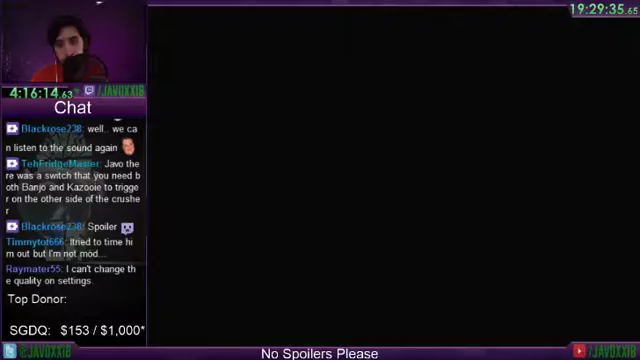 19:29:35.65
4:16:14.63
/JAVOXXIB
Chat
Blackrose238: well.. we ca
n listen to the sound again
TehFridgeMaster: Javo the
re was a switch that you need b
oth Banjo and Kazooie to trigge
r on the other side of the crushe
r
Blackrose238: Spoiler
Timmytot666: Itried to time hi
m out but I'm not mod...
Raymater55: I can't change th
e quality on settings.
Top Donor:
SGDQ: $153 / $1,000*
/JAVOXXIB
No Spoilers Please
/JAVOXXIB